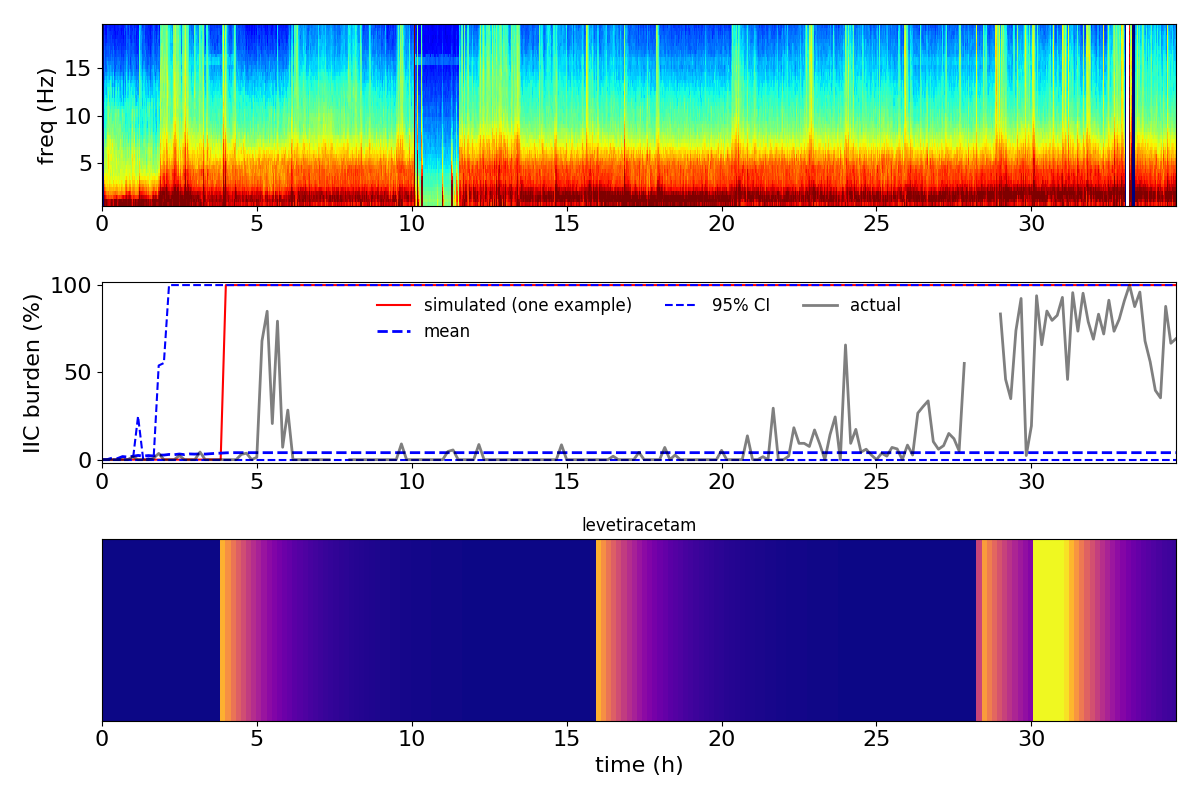 freq (Hz)
15
10
5
0 5 10 15 20 25 30
IIC burden (%)
100
50
0
simulated (one example) 95% CI actual
mean
0 5 10 15 20 25 30
levetiracetam
0 5 10 15 20 25 30
time (h)